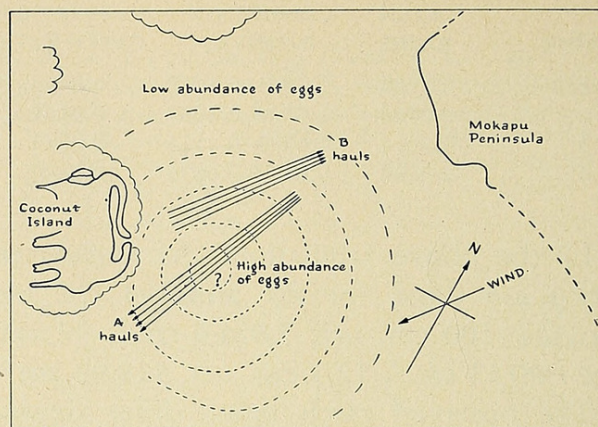 Low abundance of eggs
B
hauls
Mokapu
Peninsula
Coconut
Island
N
High abundance
of eggs
?
WIND
A
hauls